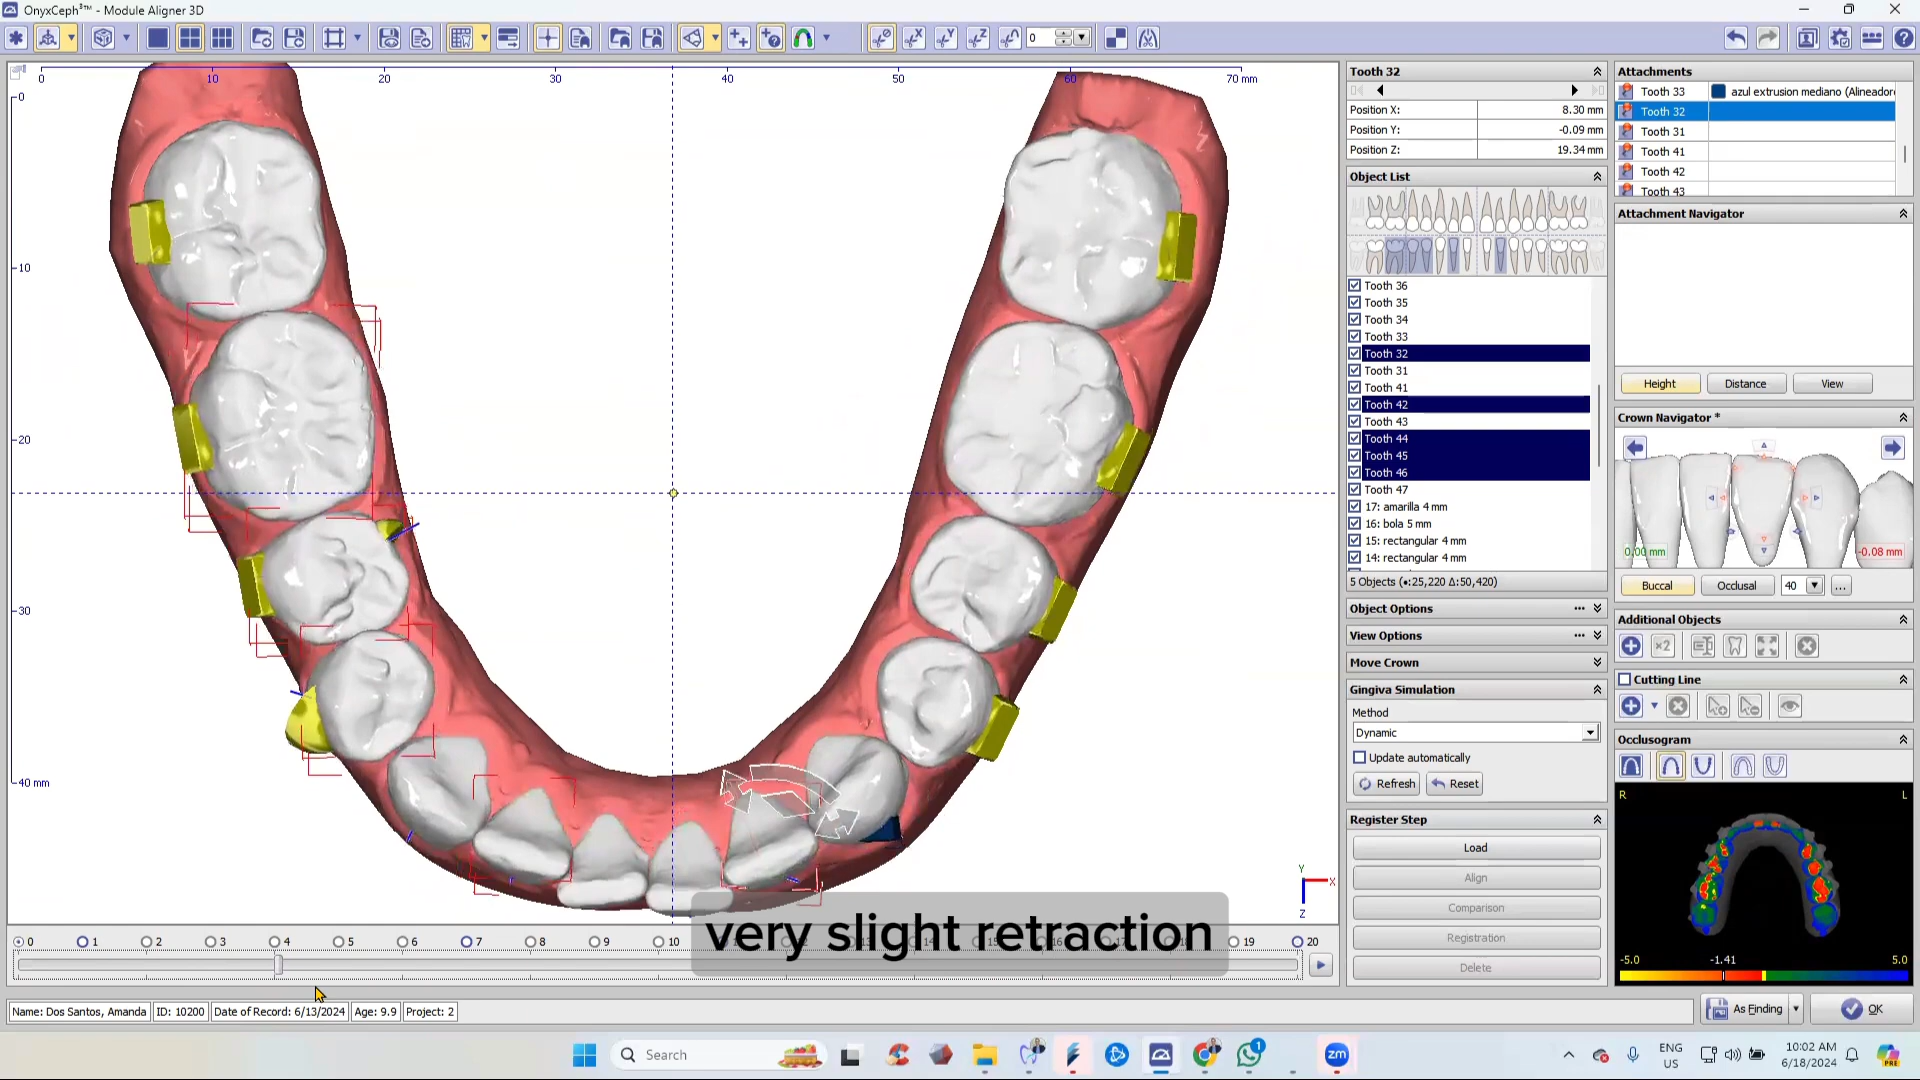 OnyxCeph³™ - Module Aligner 3D
0
0 10 20 30 40 50 60 70 mm
0
10
20
30
40 mm
Y
X
Z
very slight retraction
0 1 2 3 4 5 6 7 8 9 10 19 20
Name: Dos Santos, Amanda
ID: 10200
Date of Record: 6/13/2024
Age: 9.9
Project: 2
Tooth 32
Position X: 8.30 mm
Position Y: -0.09 mm
Position Z: 19.34 mm
Object List
Tooth 36
Tooth 35
Tooth 34
Tooth 33
Tooth 32
Tooth 31
Tooth 41
Tooth 42
Tooth 43
Tooth 44
Tooth 45
Tooth 46
Tooth 47
17: amarilla 4 mm
16: bola 5 mm
15: rectangular 4 mm
14: rectangular 4 mm
5 Objects (•:25,220 Δ:50,420)
Object Options
View Options
Move Crown
Gingiva Simulation
Method
Dynamic
Update automatically
Refresh
Reset
Register Step
Load
Align
Comparison
Registration
Delete
Attachments
Tooth 33 azul extrusion mediano (Alineador
Tooth 32
Tooth 31
Tooth 41
Tooth 42
Tooth 43
Attachment Navigator
Height
Distance
View
Crown Navigator *
0.00 mm
-0.08 mm
Buccal
Occlusal
40
...
Additional Objects
×2
Cutting Line
Occlusogram
R
L
-5.0 -1.41 5.0
As Finding
OK
Search
zm
1
ENG
US
10:02 AM
6/18/2024
PRE